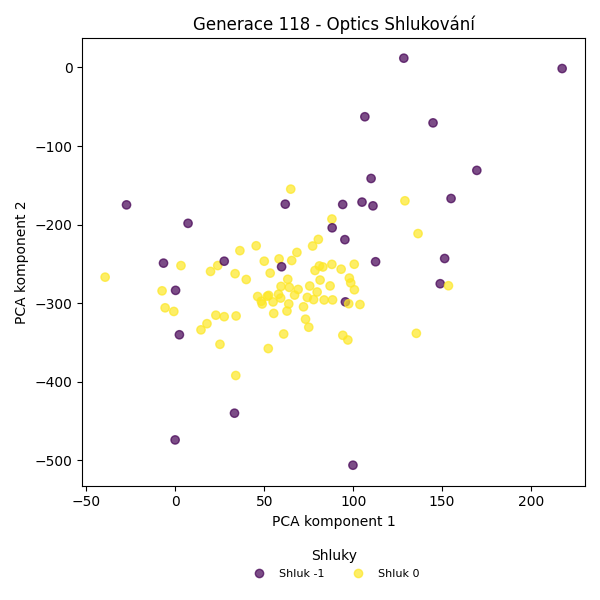 Generace 118 - Optics Shlukování
0
−100
−200
−300
−400
−500
PCA komponent 2
−50
0
50
100
150
200
PCA komponent 1
Shluky
Shluk -1
Shluk 0